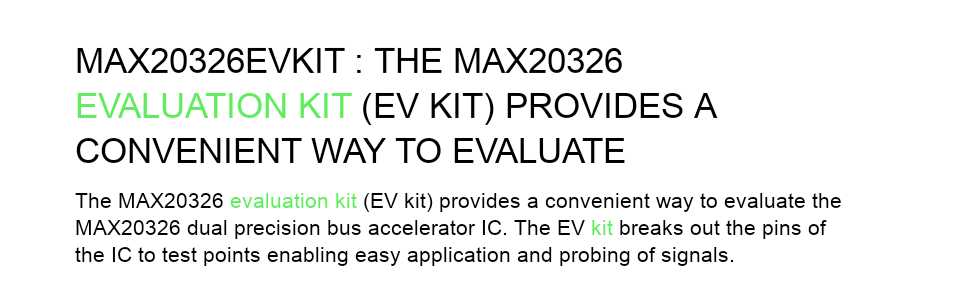 MAX20326EVKIT : THE MAX20326
EVALUATION KIT (EV KIT) PROVIDES A
CONVENIENT WAY TO EVALUATE
The MAX20326 evaluation kit (EV kit) provides a convenient way to evaluate the
MAX20326 dual precision bus accelerator IC. The EV kit breaks out the pins of
the IC to test points enabling easy application and probing of signals.